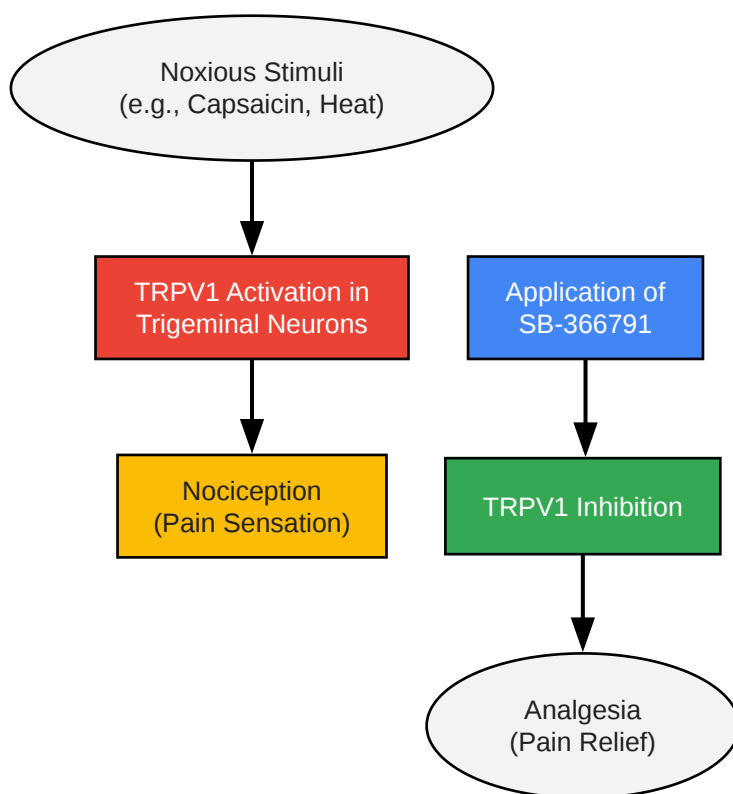 Noxious Stimuli
(e.g., Capsaicin, Heat)
TRPV1 Activation in
Trigeminal Neurons
Application of
SB-366791
Nociception
(Pain Sensation)
TRPV1 Inhibition
Analgesia
(Pain Relief)